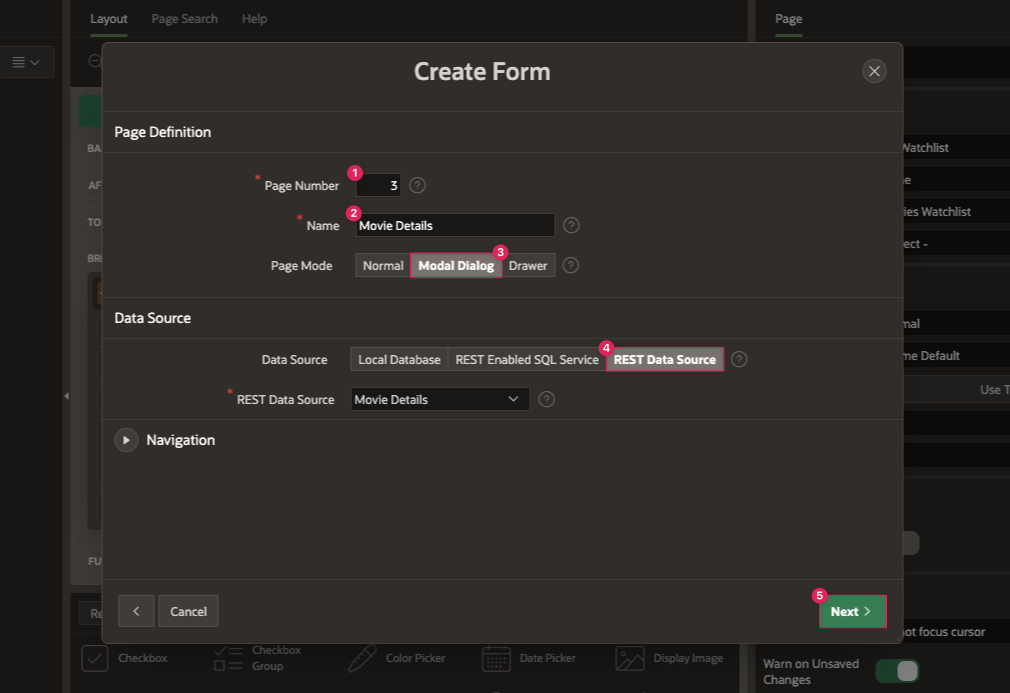 Layout Page Search Help Page
Create Form
Page Definition
BA
Watchlist
1
* Page Number 3 ?
AF
2
* Name Movie Details ?
ies Watchlist
TO
3
ect -
Page Mode Normal Modal Dialog Drawer ?
BR
Data Source
mal
4
Data Source Local Database REST Enabled SQL Service REST Data Source ?
me Default
Use T
* REST Data Source Movie Details ?
Navigation
FU
5
Re
Cancel
Next
not focus cursor
Checkbox
Checkbox
Group
Color Picker
Date Picker
Display Image
Warn on Unsaved
Changes